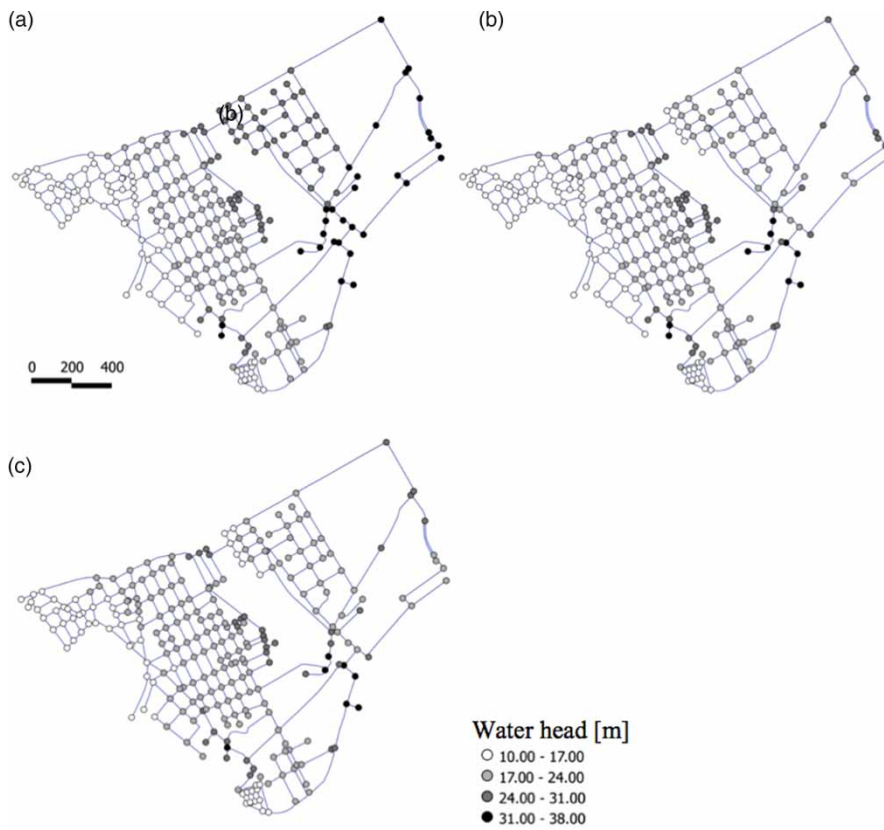 (a)
(b)
(b)
0 200 400
(c)
Water head [m]
10.00 - 17.00
17.00 - 24.00
24.00 - 31.00
31.00 - 38.00